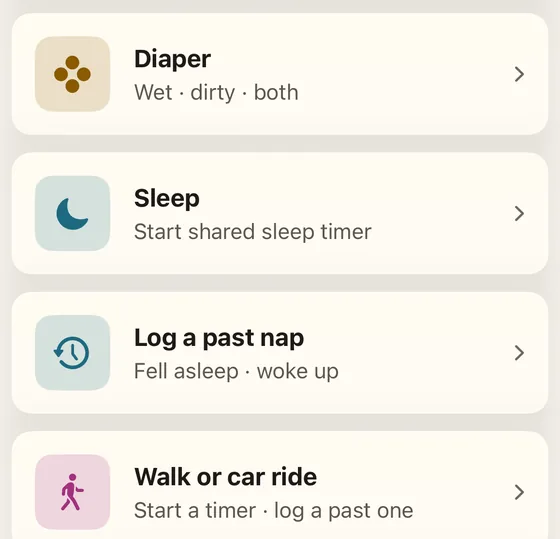 Diaper
Wet · dirty · both
Sleep
Start shared sleep timer
Log a past nap
Fell asleep · woke up
Walk or car ride
Start a timer · log a past one